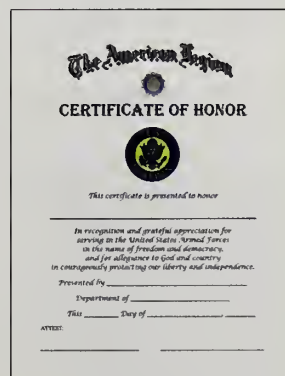 The American Legion
CERTIFICATE OF HONOR
This certificate is presented to honor
In recognition and grateful appreciation for
serving in the United States Armed Forces
in the name of freedom and democracy,
and for allegiance to God and country
in courageously protecting our liberty and independence.
Presented by
Department of
This Day of
ATTEST: